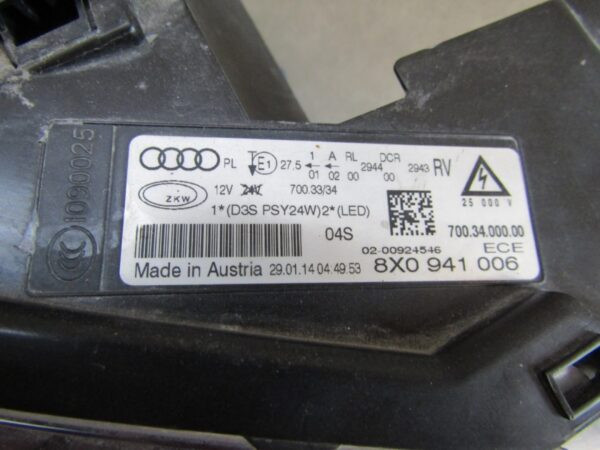 I090025
CCC
PL E1 27,5 1 A RL DCR RV
01 02 00 2944 00 2943
ZKW 12V 24V 700.33/34
1*(D3S PSY24W)2*(LED)
25 000 V
04S
700.34.000.00
02-00924546 ECE
Made in Austria 29.01.14 04:49:53 8X0 941 006